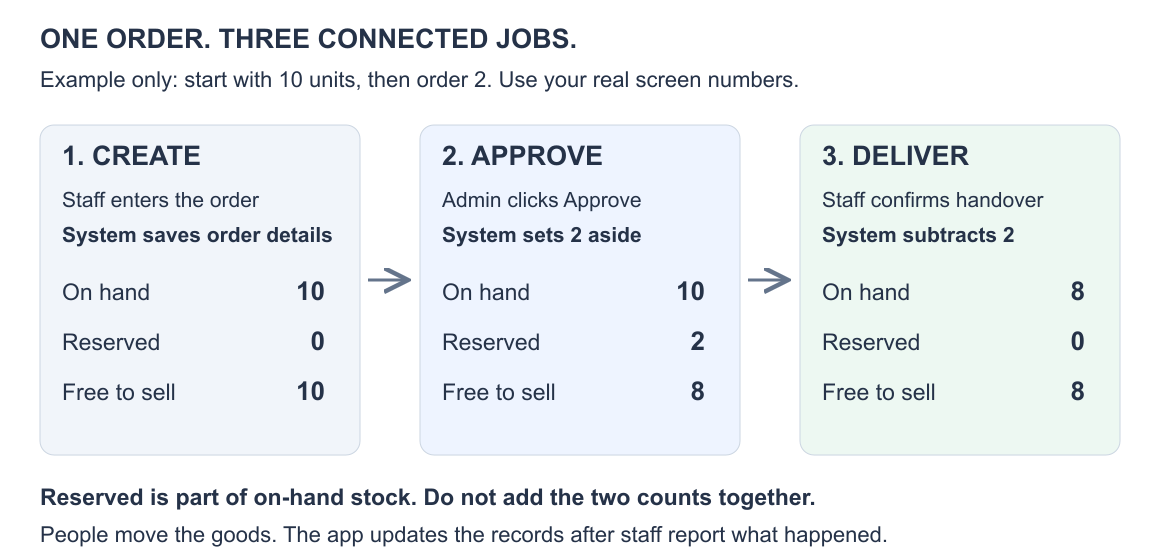 ONE ORDER. THREE CONNECTED JOBS.
Example only: start with 10 units, then order 2. Use your real screen numbers.
1. CREATE
Staff enters the order
System saves order details
On hand 10
Reserved 0
Free to sell 10
2. APPROVE
Admin clicks Approve
System sets 2 aside
On hand 10
Reserved 2
Free to sell 8
3. DELIVER
Staff confirms handover
System subtracts 2
On hand 8
Reserved 0
Free to sell 8
Reserved is part of on-hand stock. Do not add the two counts together.
People move the goods. The app updates the records after staff report what happened.